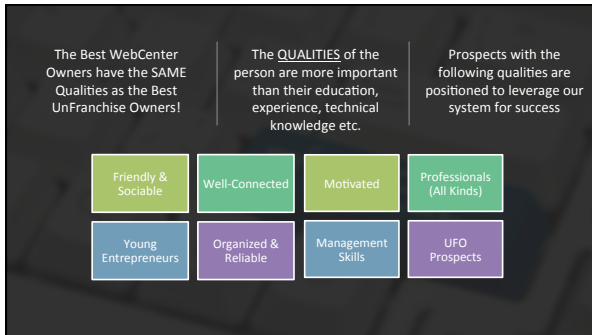 The Best WebCenter
Owners have the SAME
Qualities as the Best
UnFranchise Owners!
The QUALITIES of the
person are more important
than their education,
experience, technical
knowledge etc.
Prospects with the
following qualities are
positioned to leverage our
system for success
Friendly &
Sociable
Well-Connected
Motivated
Professionals
(All Kinds)
Young
Entrepreneurs
Organized &
Reliable
Management
Skills
UFO
Prospects